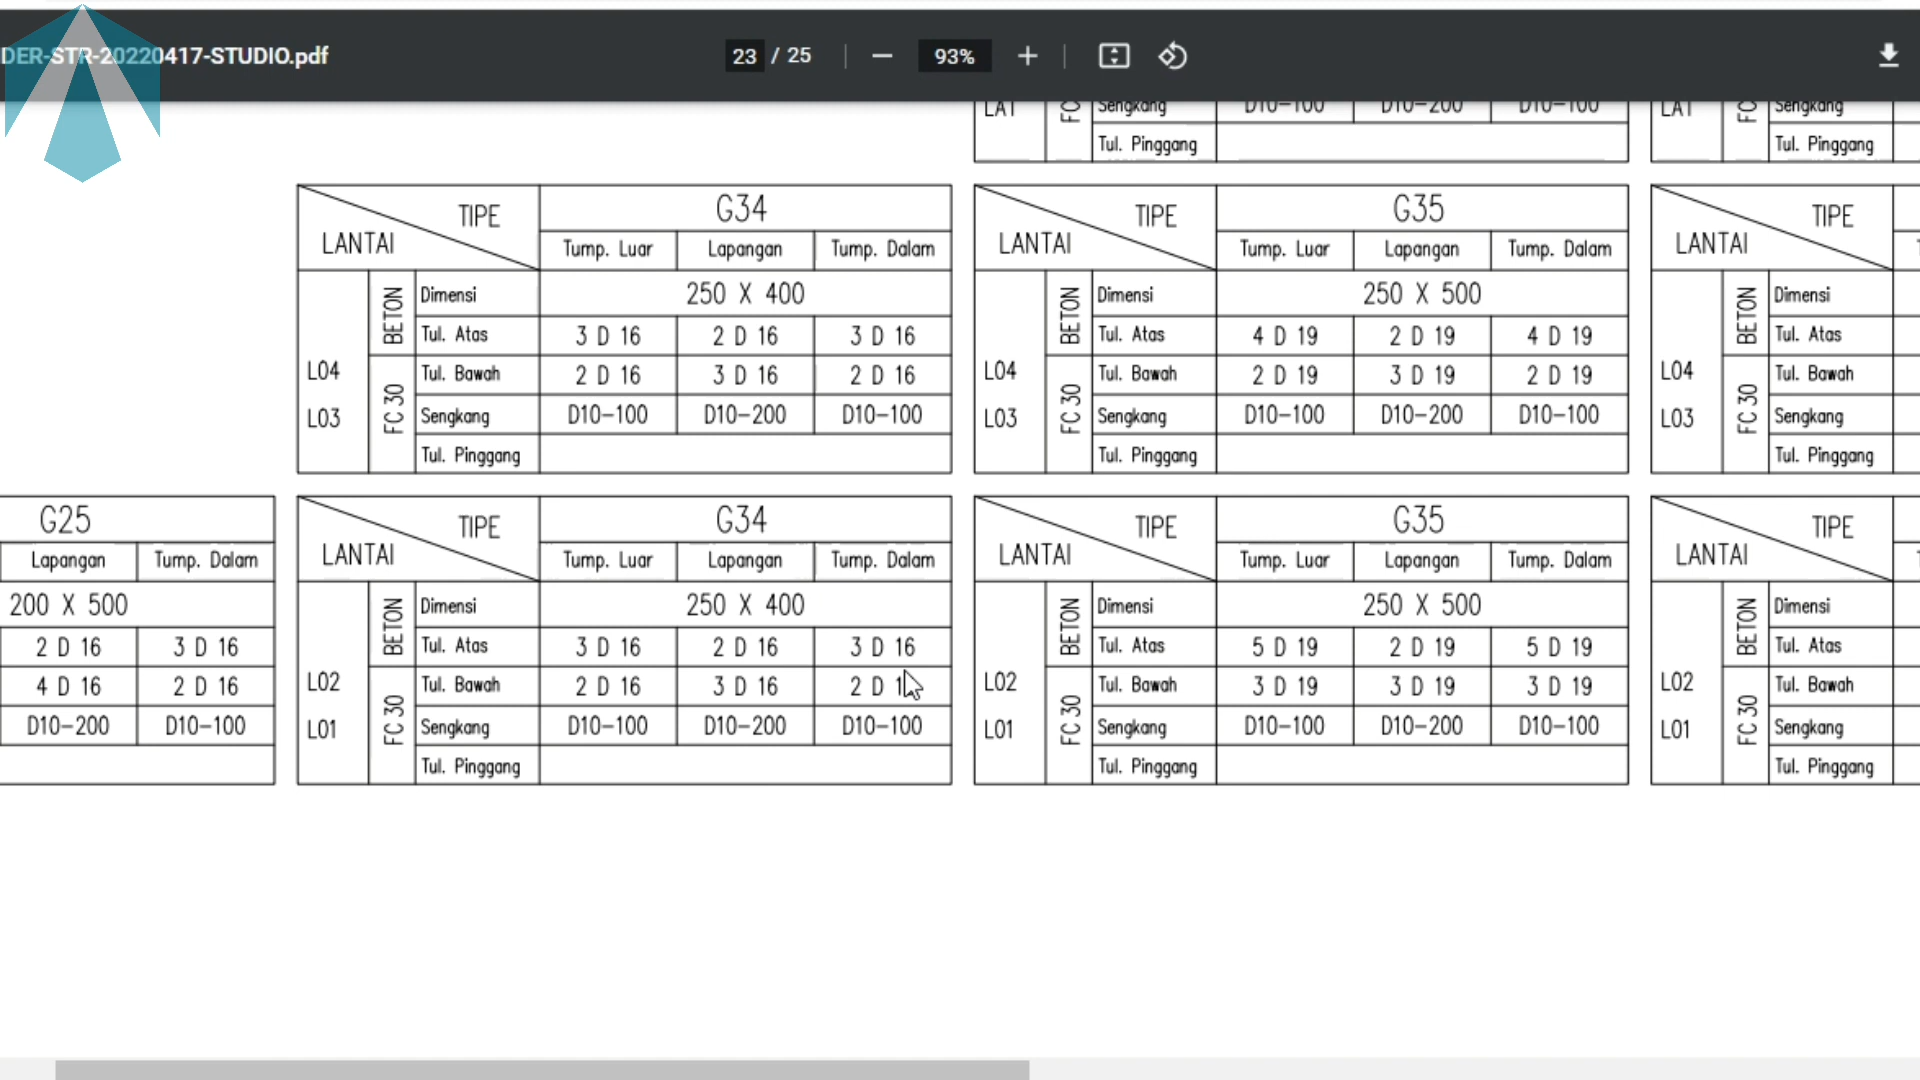 DER-STR-20220417-STUDIO.pdf
23 / 25
93%
LAT FC Sengkang D10-100 D10-200 D10-100
Tul. Pinggang
LAT FC Sengkang
Tul. Pinggang
TIPE G34
LANTAI Tump. Luar Lapangan Tump. Dalam
BETON Dimensi 250 X 400
Tul. Atas 3 D 16 2 D 16 3 D 16
L04 Tul. Bawah 2 D 16 3 D 16 2 D 16
L03 FC 30 Sengkang D10-100 D10-200 D10-100
Tul. Pinggang
TIPE G35
LANTAI Tump. Luar Lapangan Tump. Dalam
BETON Dimensi 250 X 500
Tul. Atas 4 D 19 2 D 19 4 D 19
L04 Tul. Bawah 2 D 19 3 D 19 2 D 19
L03 FC 30 Sengkang D10-100 D10-200 D10-100
Tul. Pinggang
TIPE
LANTAI
BETON Dimensi
Tul. Atas
L04 Tul. Bawah
L03 FC 30 Sengkang
Tul. Pinggang
G25
Lapangan Tump. Dalam
200 X 500
2 D 16 3 D 16
4 D 16 2 D 16
D10-200 D10-100
TIPE G34
LANTAI Tump. Luar Lapangan Tump. Dalam
BETON Dimensi 250 X 400
Tul. Atas 3 D 16 2 D 16 3 D 16
L02 Tul. Bawah 2 D 16 3 D 16 2 D
L01 FC 30 Sengkang D10-100 D10-200 D10-100
Tul. Pinggang
TIPE G35
LANTAI Tump. Luar Lapangan Tump. Dalam
BETON Dimensi 250 X 500
Tul. Atas 5 D 19 2 D 19 5 D 19
L02 Tul. Bawah 3 D 19 3 D 19 3 D 19
L01 FC 30 Sengkang D10-100 D10-200 D10-100
Tul. Pinggang
TIPE
LANTAI
BETON Dimensi
Tul. Atas
L02 Tul. Bawah
L01 FC 30 Sengkang
Tul. Pinggang